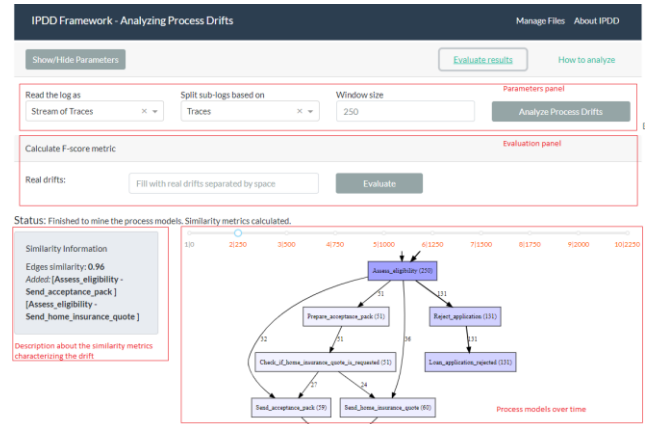 IPDD Framework - Analyzing Process Drifts
Manage Files About IPDD
Show/Hide Parameters
Evaluate results
How to analyze
Parameters panel
Read the log as
Split sub-logs based on
Window size
Stream of Traces
Traces
250
Analyze Process Drifts
Evaluation panel
Calculate F-score metric
Real drifts:
Fill with real drifts separated by space
Evaluate
Status: Finished to mine the process models. Similarity metrics calculated.
Similarity Information
Edges similarity: 0.96
Added:[Assess_eligibility -
Send_acceptance_pack ]
[Assess_eligibility -
Send_home_insurance_quote ]
Description about the similarity metrics
characterizing the drift
1|0 2|250 3|500 4|750 5|1000 6|1250 7|1500 8|1750 9|2000 10|2250
Assess_eligibility (250)
51 131
Prepare_acceptance_pack (51)
Reject_application (131)
32 51 36 131
Check_if_home_insurance_quote_is_requested (51)
Loan_application_rejected (131)
27 24
Send_acceptance_pack (59)
Send_home_insurance_quote (60)
Process models over time